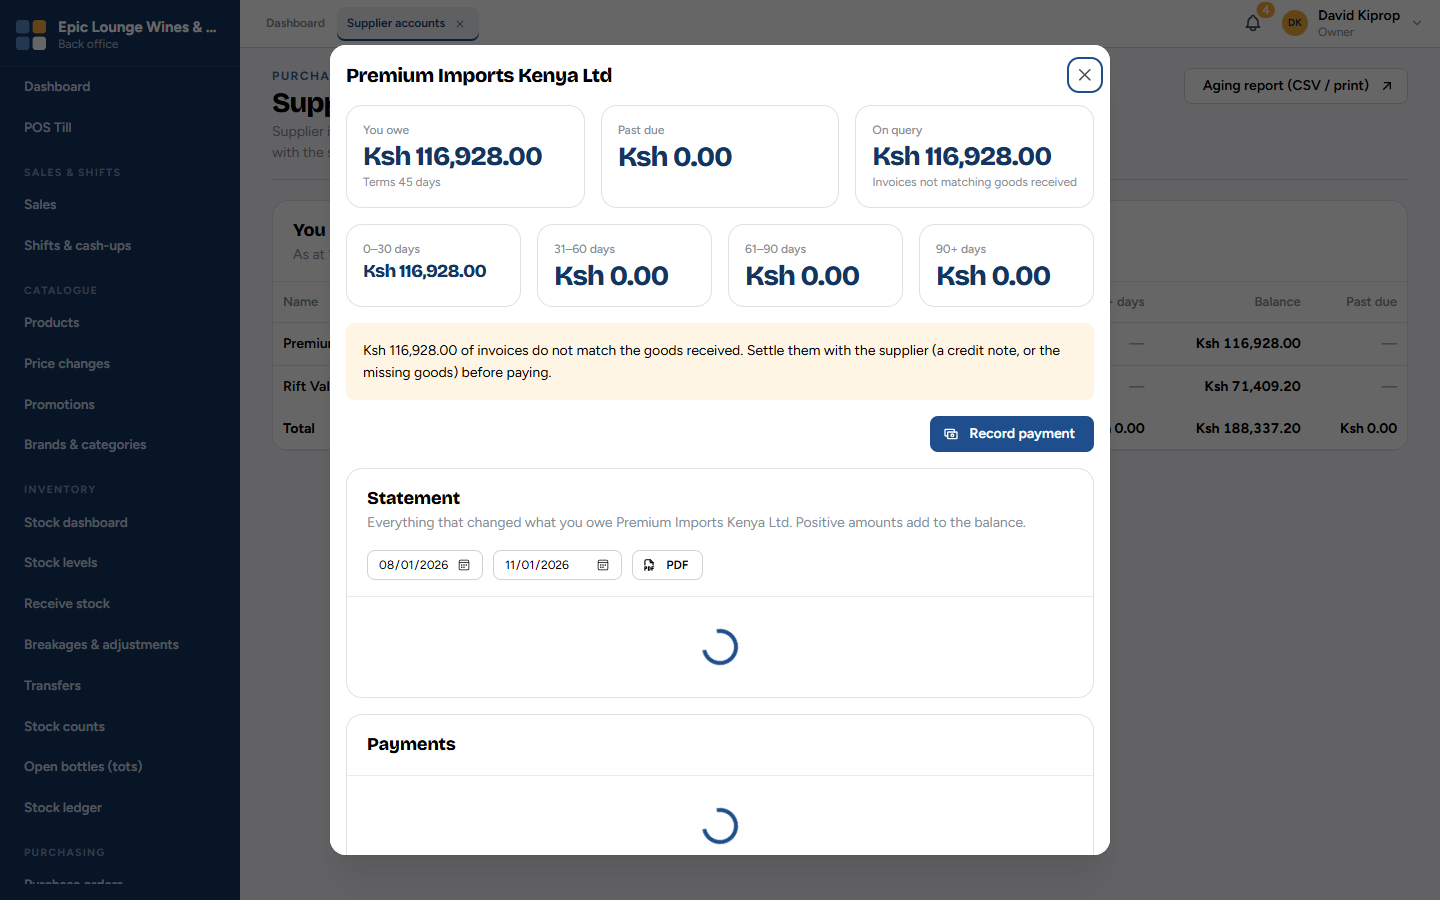 Epic Lounge Wines & ...
Back office
Dashboard
POS Till
SALES & SHIFTS
Sales
Shifts & cash-ups
CATALOGUE
Products
Price changes
Promotions
Brands & categories
INVENTORY
Stock dashboard
Stock levels
Receive stock
Breakages & adjustments
Transfers
Stock counts
Open bottles (tots)
Stock ledger
PURCHASING
Purchase orders
Dashboard
Supplier accounts
4
DK
David Kiprop
Owner
PURCHA
Supp
Supplier i
with the s
Aging report (CSV / print)
You
As at
Name
days
Balance
Past due
Premiu
—
Ksh 116,928.00
—
Rift Val
—
Ksh 71,409.20
—
Total
0.00
Ksh 188,337.20
Ksh 0.00
Premium Imports Kenya Ltd
You owe
Ksh 116,928.00
Terms 45 days
Past due
Ksh 0.00
On query
Ksh 116,928.00
Invoices not matching goods received
0–30 days
Ksh 116,928.00
31–60 days
Ksh 0.00
61–90 days
Ksh 0.00
90+ days
Ksh 0.00
Ksh 116,928.00 of invoices do not match the goods received. Settle them with the supplier (a credit note, or the
missing goods) before paying.
Record payment
Statement
Everything that changed what you owe Premium Imports Kenya Ltd. Positive amounts add to the balance.
08/01/2026
11/01/2026
PDF
Payments